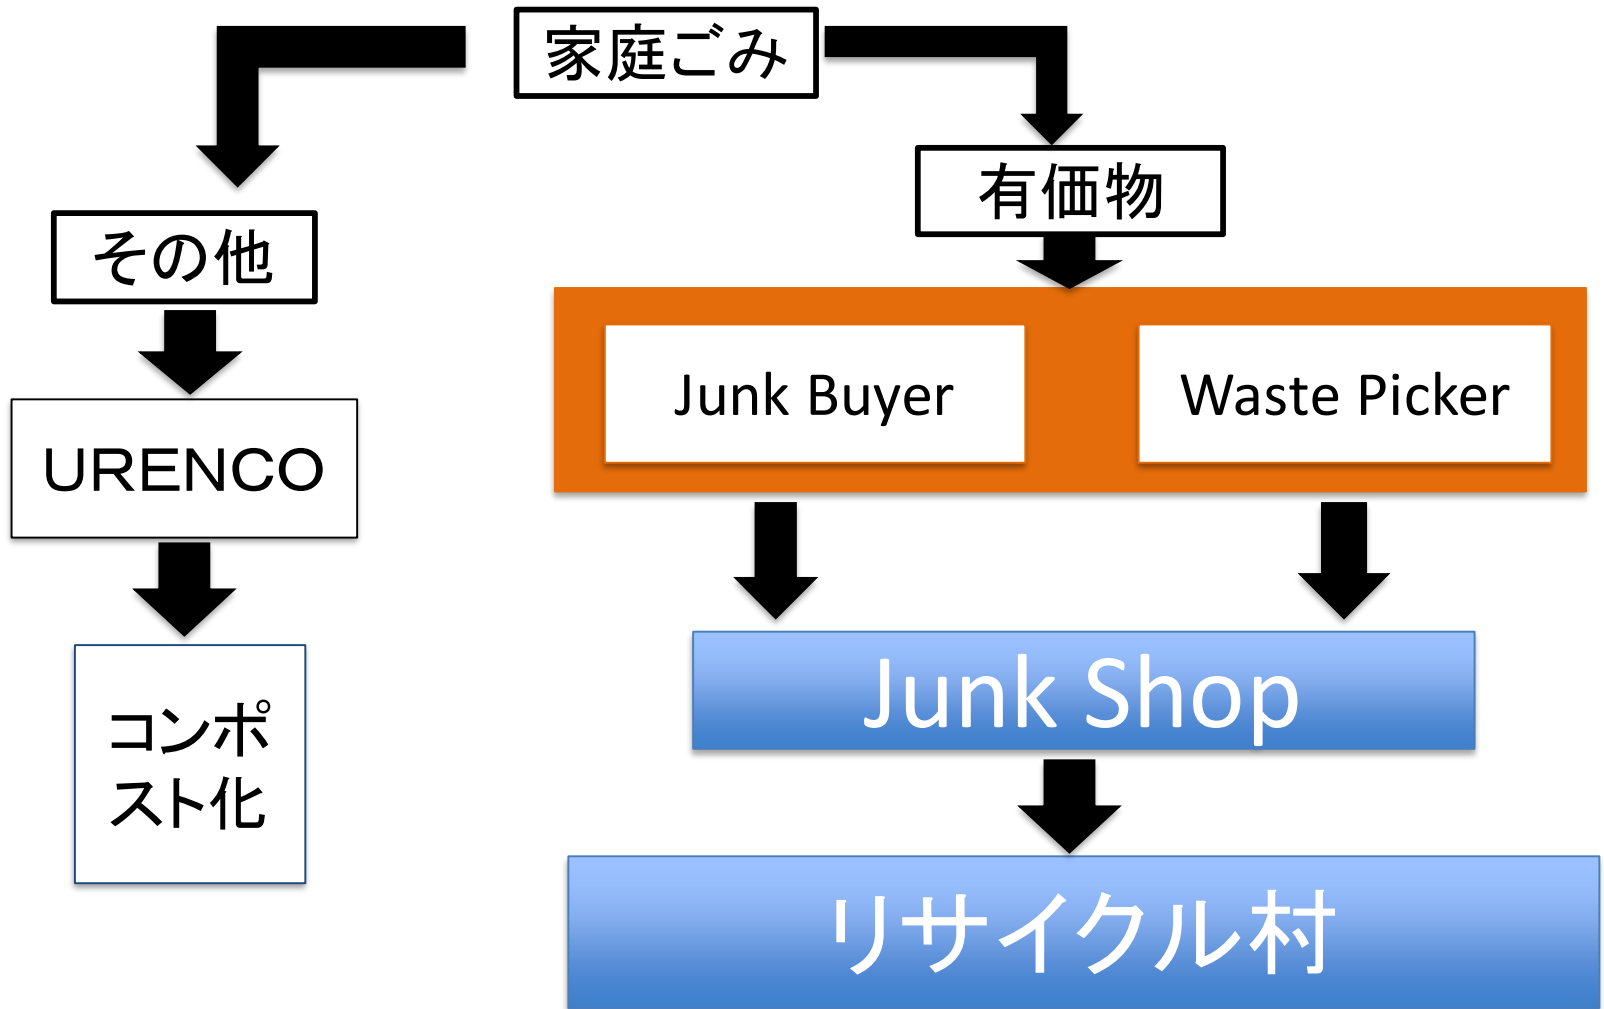 家庭ごみ
有価物
その他
Junk Buyer
Waste Picker
URENCO
Junk Shop
コンポ
スト化
リサイクル村